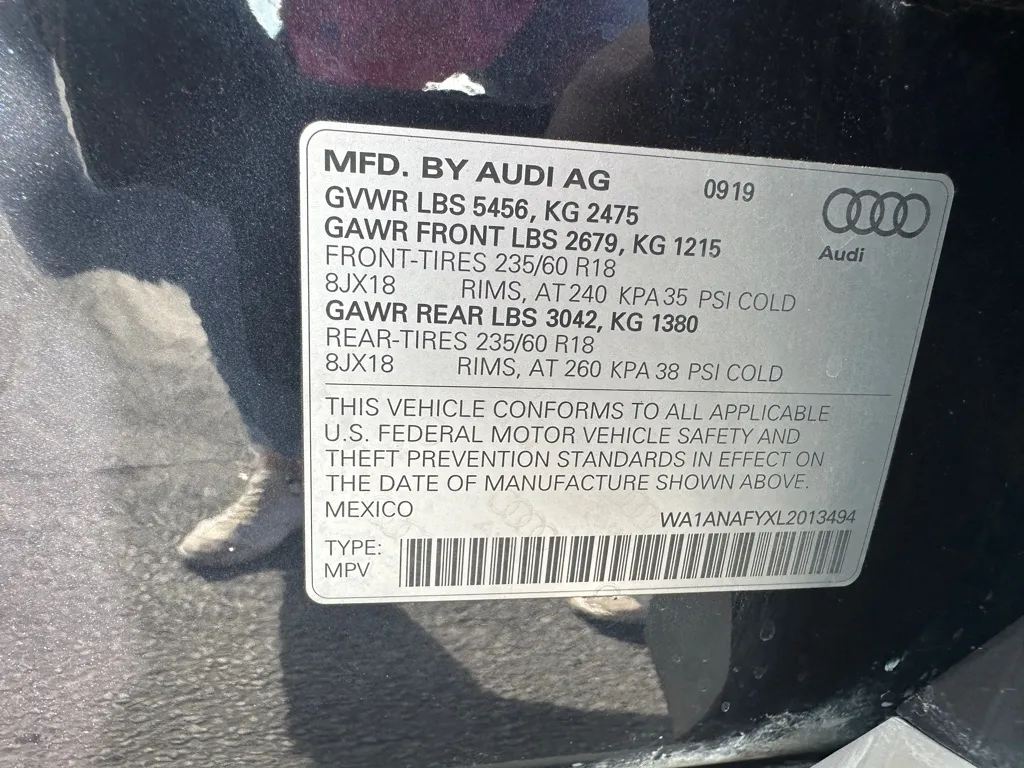 MFD. BY AUDI AG 0919
GVWR LBS 5456, KG 2475
GAWR FRONT LBS 2679, KG 1215
Audi
FRONT-TIRES 235/60 R18
8JX18 RIMS, AT 240 KPA 35 PSI COLD
GAWR REAR LBS 3042, KG 1380
REAR-TIRES 235/60 R18
8JX18 RIMS, AT 260 KPA 38 PSI COLD
THIS VEHICLE CONFORMS TO ALL APPLICABLE
U.S. FEDERAL MOTOR VEHICLE SAFETY AND
THEFT PREVENTION STANDARDS IN EFFECT ON
THE DATE OF MANUFACTURE SHOWN ABOVE.
MEXICO WA1ANAFYXL2013494
TYPE:
MPV